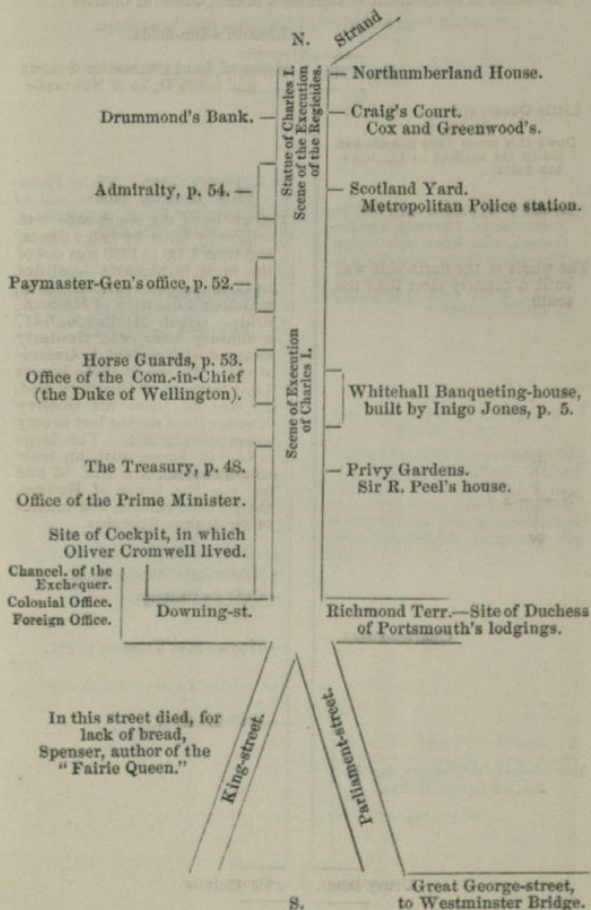 N.
Strand
Drummond's Bank.
Admiralty, p. 54.
Paymaster-Gen's office, p. 52.
Horse Guards, p. 53.
Office of the Com.-in-Chief
(the Duke of Wellington).
The Treasury, p. 48.
Office of the Prime Minister.
Site of Cockpit, in which
Oliver Cromwell lived.
Chancel. of the
Exchequer.
Colonial Office.
Foreign Office.
Downing-st.
Statue of Charles I.
Scene of the Execution
of the Regicides.
Scene of Execution
of Charles I.
Northumberland House.
Craig's Court.
Cox and Greenwood's.
Scotland Yard.
Metropolitan Police station.
Whitehall Banqueting-house,
built by Inigo Jones, p. 5.
Privy Gardens.
Sir R. Peel's house.
Richmond Terr.—Site of Duchess
of Portsmouth's lodgings.
In this street died, for
lack of bread,
Spenser, author of the
"Fairie Queen."
King-street.
Parliament-street.
Great George-street,
to Westminster Bridge.
S.